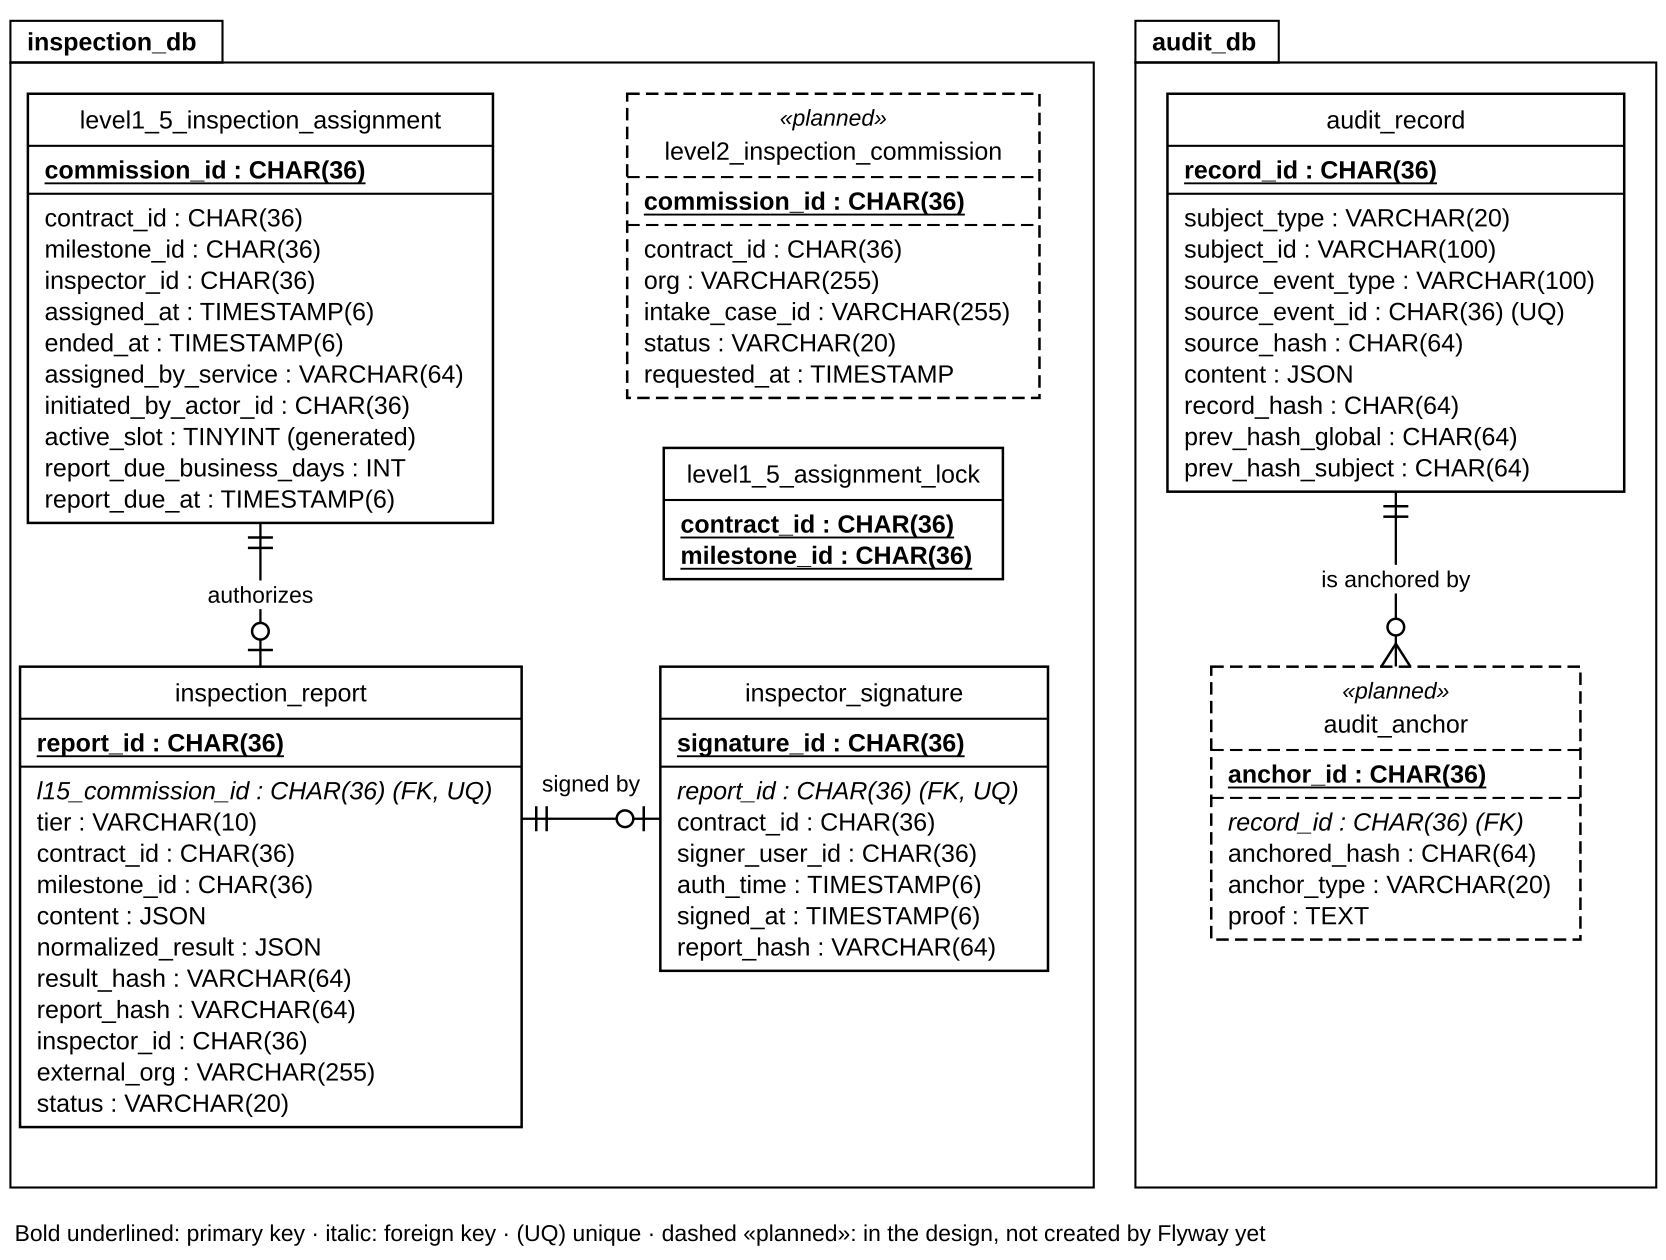 inspection_db
level1_5_inspection_assignment
commission_id : CHAR(36)
contract_id : CHAR(36)
milestone_id : CHAR(36)
inspector_id : CHAR(36)
assigned_at : TIMESTAMP(6)
ended_at : TIMESTAMP(6)
assigned_by_service : VARCHAR(64)
initiated_by_actor_id : CHAR(36)
active_slot : TINYINT (generated)
report_due_business_days : INT
report_due_at : TIMESTAMP(6)
«planned»
level2_inspection_commission
commission_id : CHAR(36)
contract_id : CHAR(36)
org : VARCHAR(255)
intake_case_id : VARCHAR(255)
status : VARCHAR(20)
requested_at : TIMESTAMP
level1_5_assignment_lock
contract_id : CHAR(36)
milestone_id : CHAR(36)
authorizes
inspection_report
report_id : CHAR(36)
l15_commission_id : CHAR(36) (FK, UQ)
tier : VARCHAR(10)
contract_id : CHAR(36)
milestone_id : CHAR(36)
content : JSON
normalized_result : JSON
result_hash : VARCHAR(64)
report_hash : VARCHAR(64)
inspector_id : CHAR(36)
external_org : VARCHAR(255)
status : VARCHAR(20)
signed by
inspector_signature
signature_id : CHAR(36)
report_id : CHAR(36) (FK, UQ)
contract_id : CHAR(36)
signer_user_id : CHAR(36)
auth_time : TIMESTAMP(6)
signed_at : TIMESTAMP(6)
report_hash : VARCHAR(64)
audit_db
audit_record
record_id : CHAR(36)
subject_type : VARCHAR(20)
subject_id : VARCHAR(100)
source_event_type : VARCHAR(100)
source_event_id : CHAR(36) (UQ)
source_hash : CHAR(64)
content : JSON
record_hash : CHAR(64)
prev_hash_global : CHAR(64)
prev_hash_subject : CHAR(64)
is anchored by
«planned»
audit_anchor
anchor_id : CHAR(36)
record_id : CHAR(36) (FK)
anchored_hash : CHAR(64)
anchor_type : VARCHAR(20)
proof : TEXT
Bold underlined: primary key · italic: foreign key · (UQ) unique · dashed «planned»: in the design, not created by Flyway yet